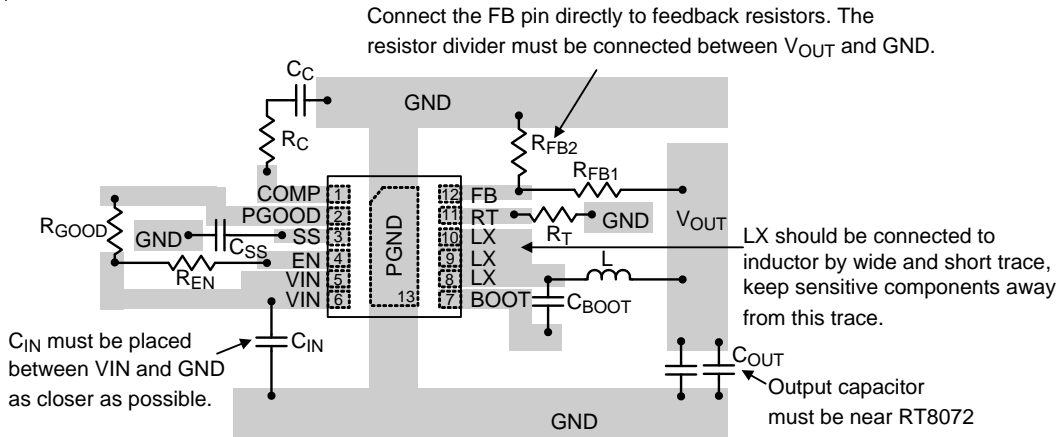 Connect the FB pin directly to feedback resistors. The
resistor divider must be connected between VOUT and GND.
CC
GND
RC
RFB2
RFB1
COMP 1
12 FB
PGOOD 2
11 RT
RGOOD
GND
CSS
SS 3
10 LX
RT
GND
VOUT
EN 4
9 LX
REN
VIN 5
8 LX
L
VIN 6
7 BOOT
CBOOT
PGND
13
LX should be connected to
inductor by wide and short trace,
keep sensitive components away
from this trace.
CIN must be placed
between VIN and GND
as closer as possible.
CIN
COUT
Output capacitor
must be near RT8072
GND